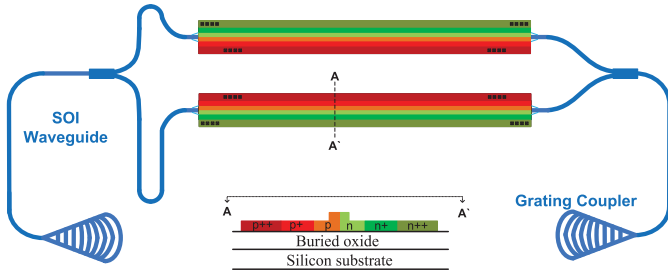 A
SOI
Waveguide
A`
A
A`
Grating Coupler
p++ p+ p n n+ n++
Buried oxide
Silicon substrate